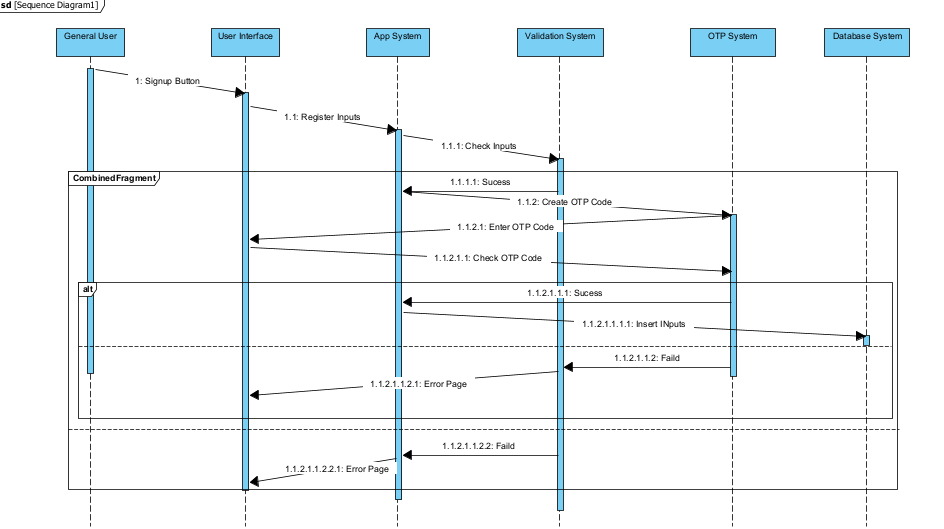 sd [Sequence Diagram1]
General User
User Interface
App System
Validation System
OTP System
Database System
1: Signup Button
1.1: Register Inputs
1.1.1: Check Inputs
CombinedFragment
1.1.1.1: Sucess
1.1.2: Create OTP Code
1.1.2.1: Enter OTP Code
1.1.2.1.1: Check OTP Code
alt
1.1.2.1.1.1: Sucess
1.1.2.1.1.1.1: Insert INputs
1.1.2.1.1.2: Faild
1.1.2.1.1.2.1: Error Page
1.1.2.1.1.2.2: Faild
1.1.2.1.1.2.2.1: Error Page